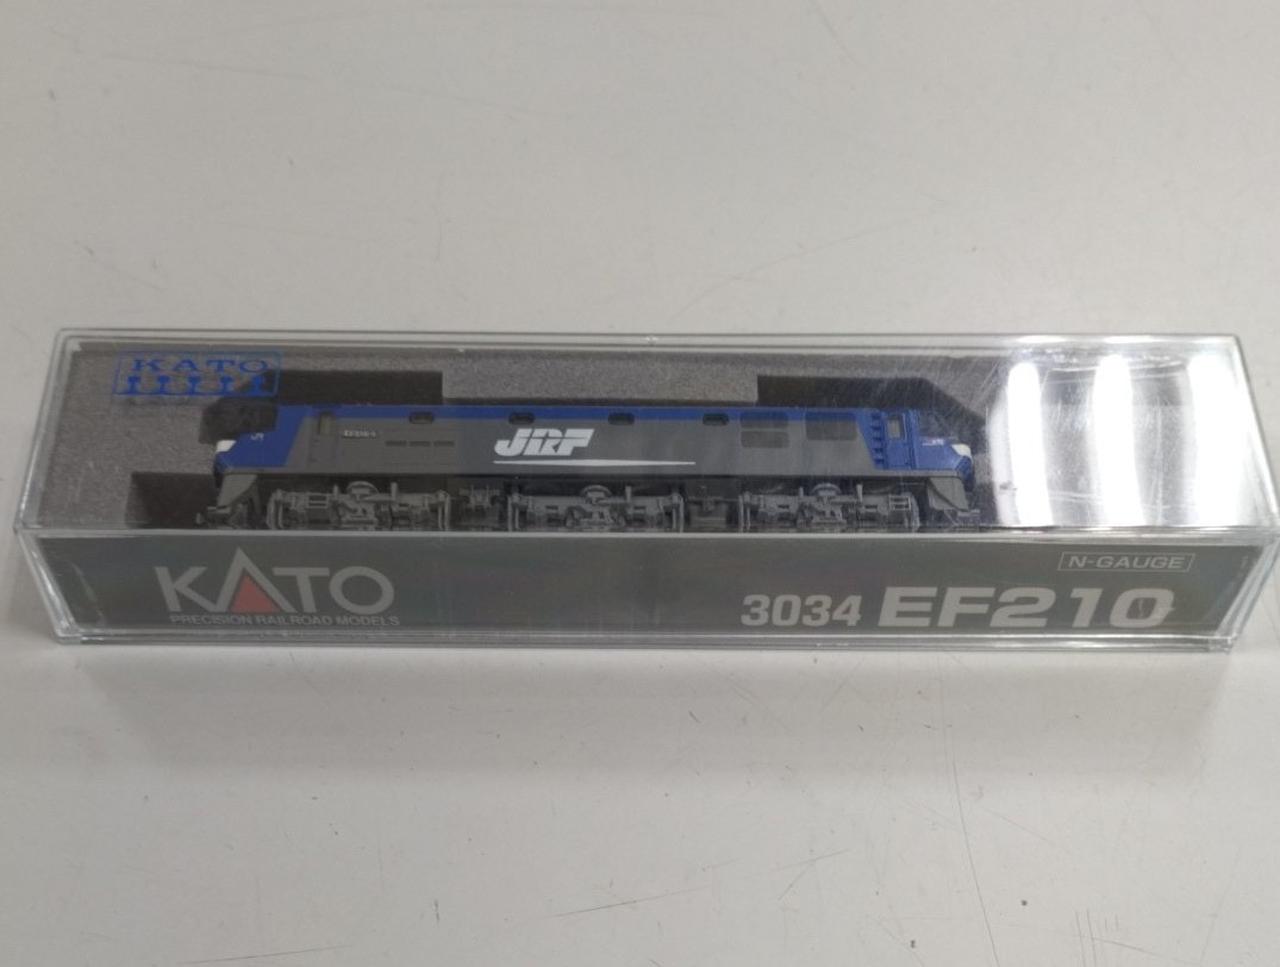 KATO
JRF
KATO
PRECISION RAILROAD MODELS
N-GAUGE
3034 EF210